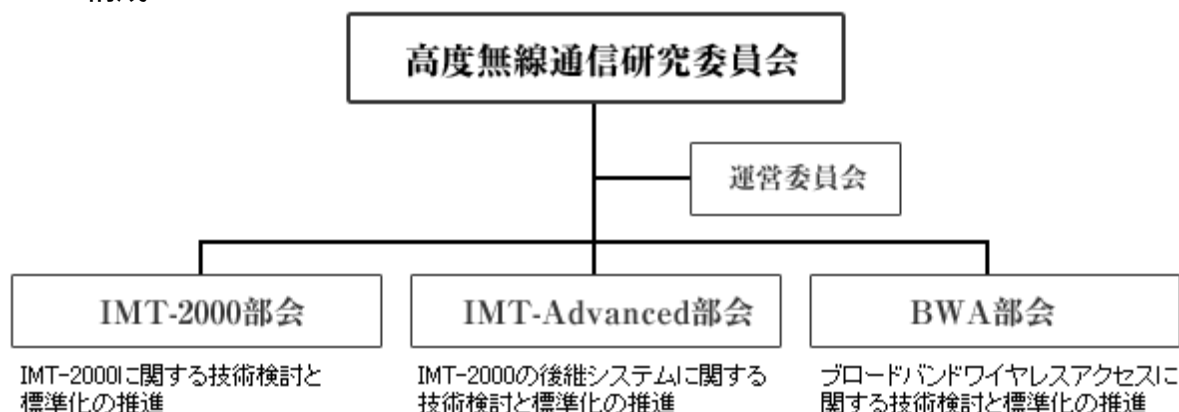 高度無線通信研究委員会
運営委員会
IMT-2000部会
IMT-Advanced部会
BWA部会
IMT-2000に関する技術検討と
標準化の推進
IMT-2000の後継システムに関する
技術検討と標準化の推進
ブロードバンドワイヤレスアクセスに
関する技術検討と標準化の推進